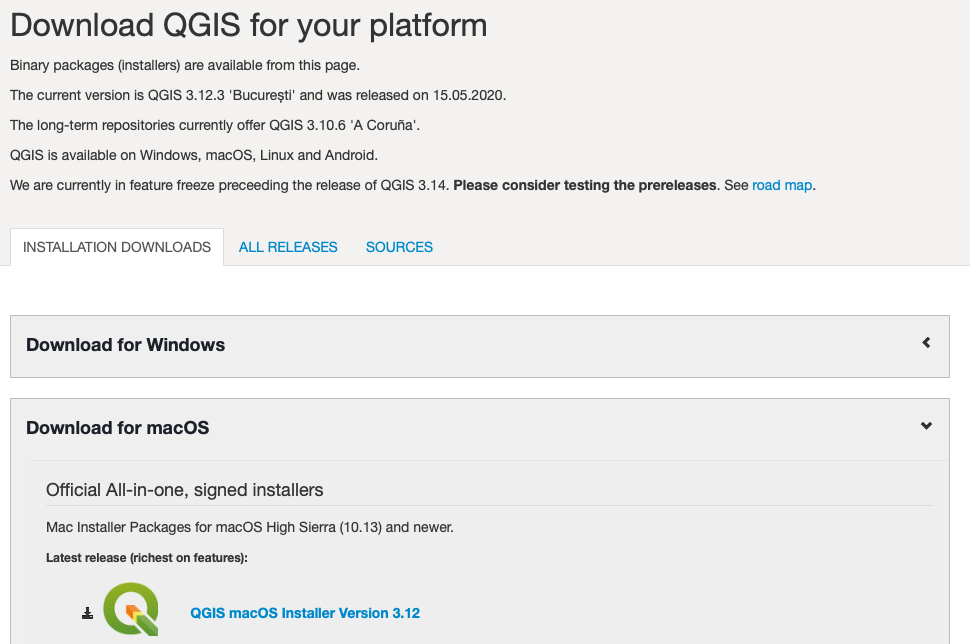 Download QGIS for your platform
Binary packages (installers) are available from this page.
The current version is QGIS 3.12.3 'București' and was released on 15.05.2020.
The long-term repositories currently offer QGIS 3.10.6 'A Coruña'.
QGIS is available on Windows, macOS, Linux and Android.
We are currently in feature freeze preceeding the release of QGIS 3.14. Please consider testing the prereleases. See road map.
INSTALLATION DOWNLOADS ALL RELEASES SOURCES
Download for Windows
Download for macOS
Official All-in-one, signed installers
Mac Installer Packages for macOS High Sierra (10.13) and newer.
Latest release (richest on features):
QGIS macOS Installer Version 3.12